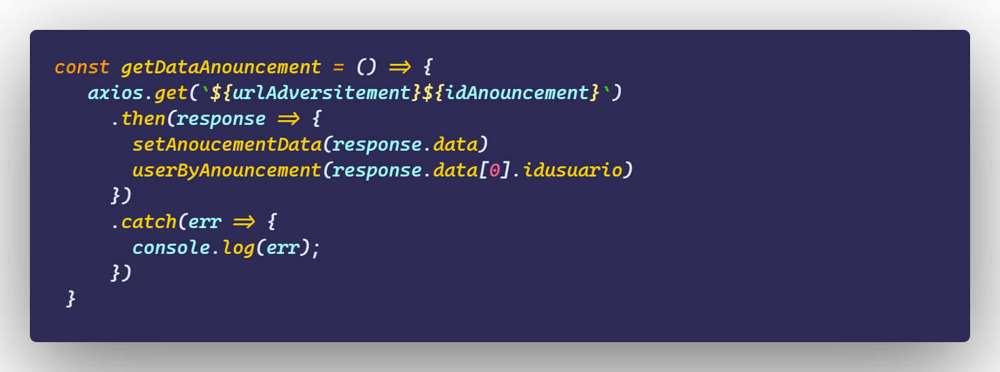 const getDataAnouncement = () => {
axios.get(`${urlAdversitement}${idAnouncement}`)
.then(response => {
setAnoucementData(response.data)
userByAnouncement(response.data[0].idusuario)
})
.catch(err => {
console.log(err);
})
}